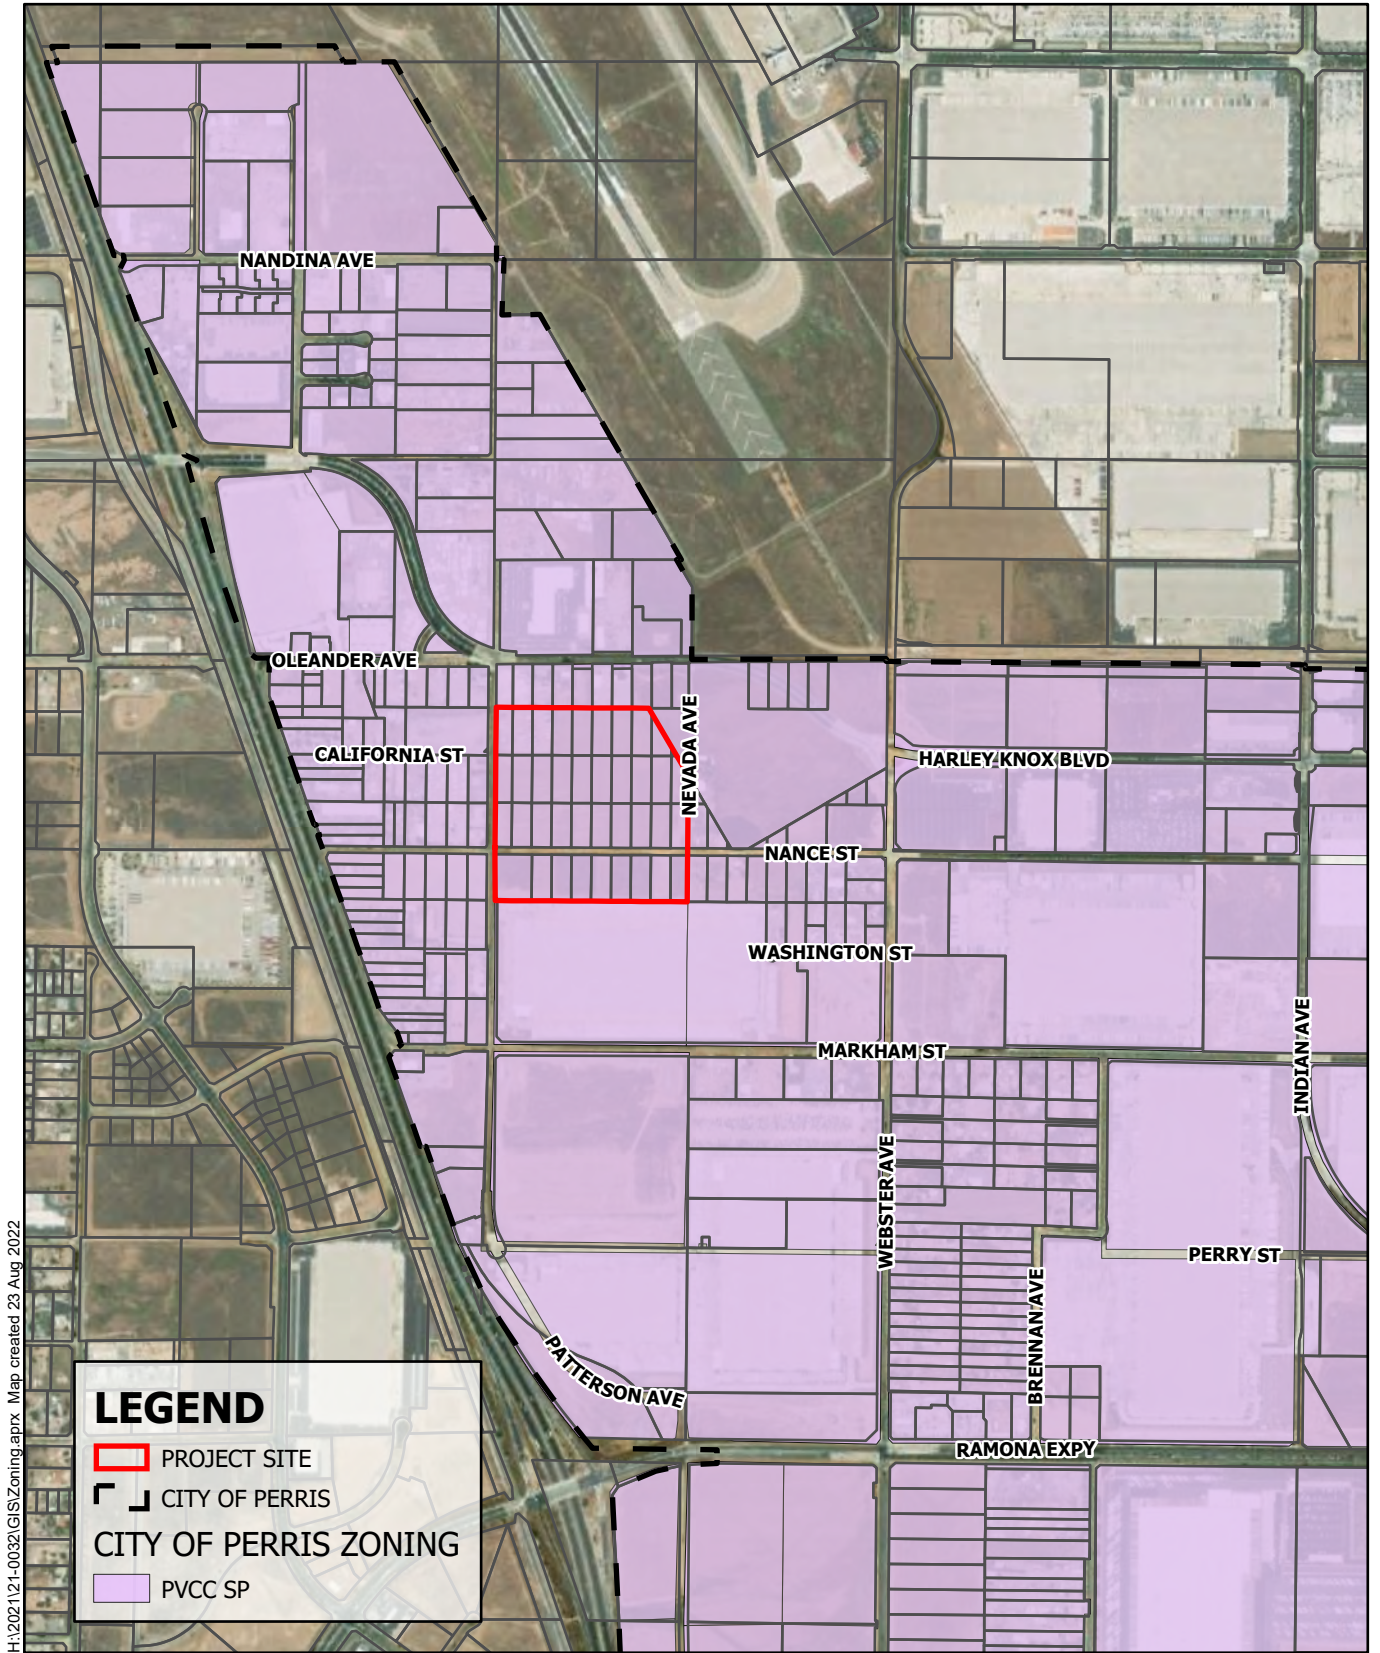 NANDINA AVE
OLEANDER AVE
NEVADA AVE
CALIFORNIA ST
HARLEY KNOX BLVD
NANCE ST
WASHINGTON ST
MARKHAM ST
INDIAN AVE
WEBSTER AVE
PERRY ST
BRENNAN AVE
PATTERSON AVE
RAMONA EXPY
LEGEND
PROJECT SITE
CITY OF PERRIS
CITY OF PERRIS ZONING
PVCC SP
H:\2021\21-0032\GIS\Zoning.aprx Map created 23 Aug 2022